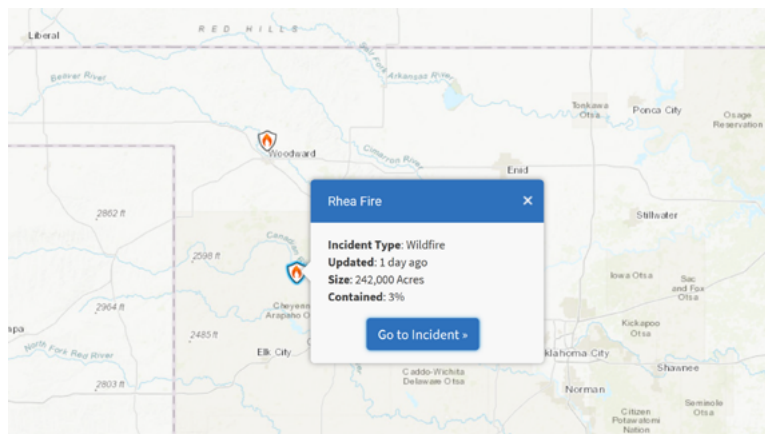 Liberal
RED HILLS
Beaver River
Salt Fork
Arkansas River
Tonkawa
Otsa
Ponca City
Osage
Reservation
Woodward
Cimarron River
Enid
2862 ft
Rhea Fire ×
Stillwater
Incident Type: Wildfire
Updated: 1 day ago
Size: 242,000 Acres
Contained: 3%
Go to Incident »
Canadian
2598 ft
Iowa Otsa
Sac
and Fox
Otsa
2964 ft
Cheyenn
Arapaho O
Kickapoo
Otsa
apa
2485 ft
North Fork Red River
Elk City
klahoma City
Shawnee
2803 ft
Caddo-Wichita
Delaware Otsa
Norman
Citizen
Potawatomi
Nation
Seminole
Otsa